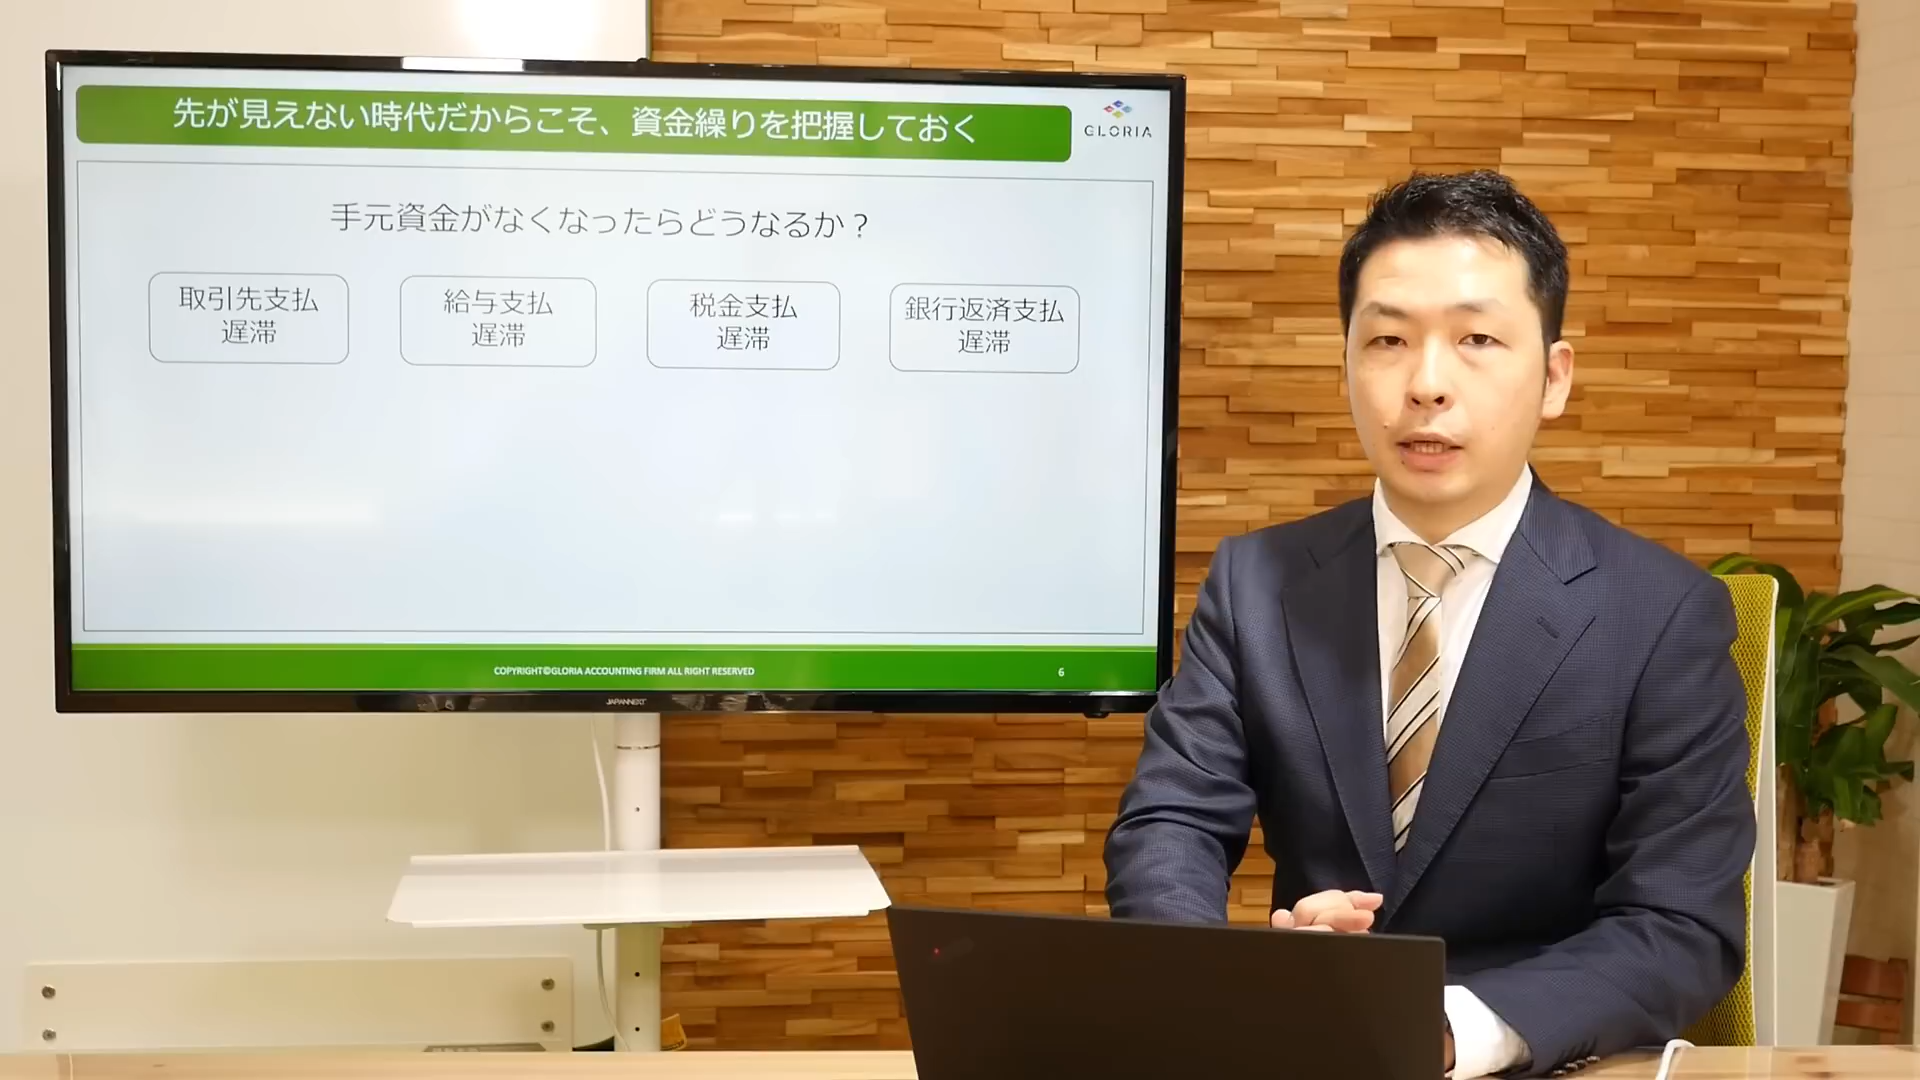 先が見えない時代だからこそ、資金繰りを把握しておく
GLORIA
手元資金がなくなったらどうなるか？
取引先支払
遅滞
給与支払
遅滞
税金支払
遅滞
銀行返済支払
遅滞
COPYRIGHT©GLORIA ACCOUNTING FIRM ALL RIGHT RESERVED
6
JAPANNEXT